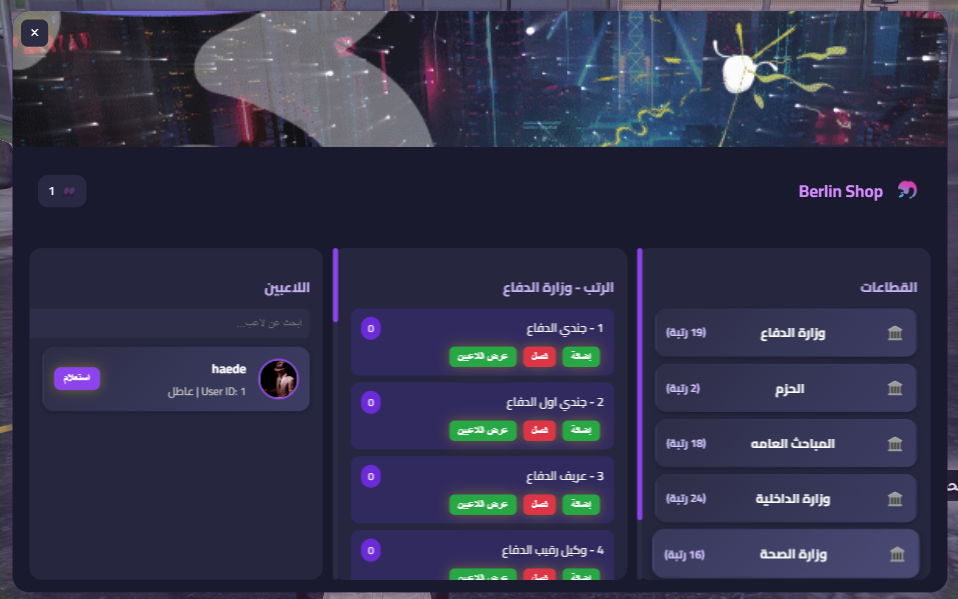 ×
Berlin Shop
1
القطاعات
وزارة الدفاع
(19 رتبة)
الحزم
(2 رتبة)
المباحث العامه
(18 رتبة)
وزارة الداخلية
(24 رتبة)
وزارة الصحة
(16 رتبة)
الرتب - وزارة الدفاع
1 - جندي الدفاع
0
إضافة
فصل
عرض اللاعبين
2 - جندي اول الدفاع
0
إضافة
فصل
عرض اللاعبين
3 - عريف الدفاع
0
إضافة
فصل
عرض اللاعبين
4 - وكيل رقيب الدفاع
0
إضافة
فصل
عرض اللاعبين
اللاعبين
ابحث عن لاعب...
haede
User ID: 1 | عاطل
استعلام